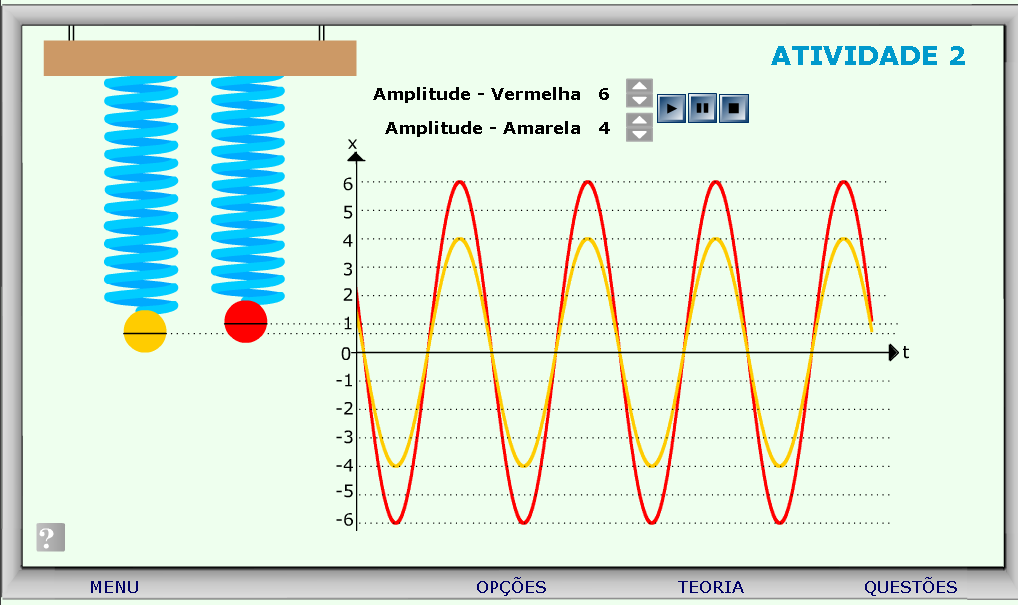 ATIVIDADE 2
Amplitude - Vermelha 6
Amplitude - Amarela 4
x
6
5
4
3
2
1
0
t
-1
-2
-3
-4
-5
-6
?
MENU OPÇÕES TEORIA QUESTÕES